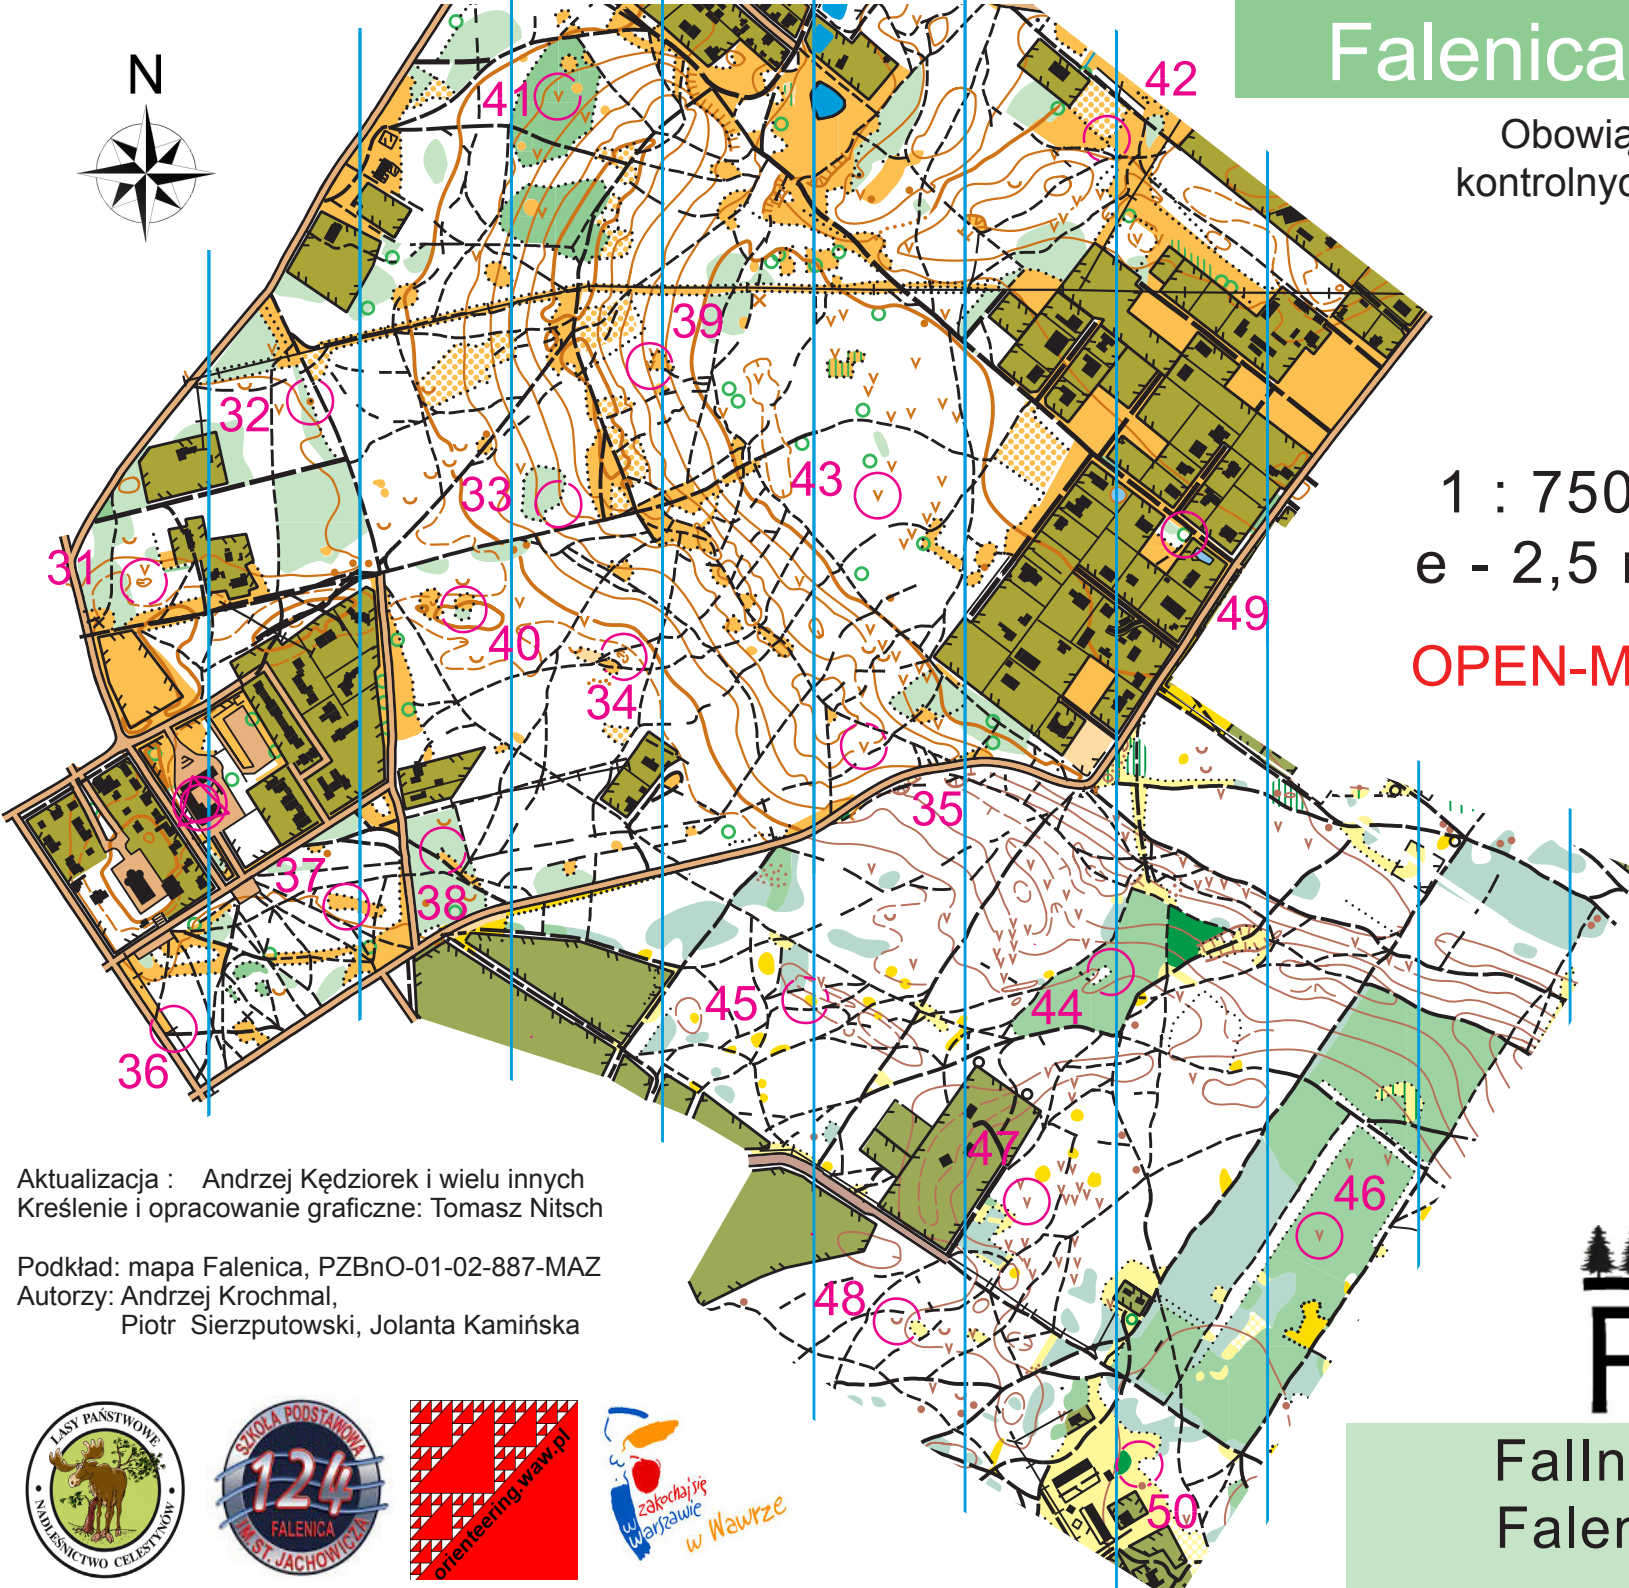 Falenica
N
Obowią
kontrolnyc
1 : 750
e - 2,5
OPEN-M
41
42
39
32
33
43
31
40
49
34
35
37
38
36
45
44
47
46
48
50
Aktualizacja : Andrzej Kędziorek i wielu innych
Kreślenie i opracowanie graficzne: Tomasz Nitsch
Podkład: mapa Falenica, PZBnO-01-02-887-MAZ
Autorzy: Andrzej Krochmal,
Piotr Sierzputowski, Jolanta Kamińska
LASY PAŃSTWOWE
NADLEŚNICTWO CELESTYNÓW
SZKOŁA PODSTAWOWA
124
FALENICA
IM. ST. JACHOWICZA
orienteering.waw.pl
zakochaj się
w warszawie
w Wawrze
FallIn
Faler